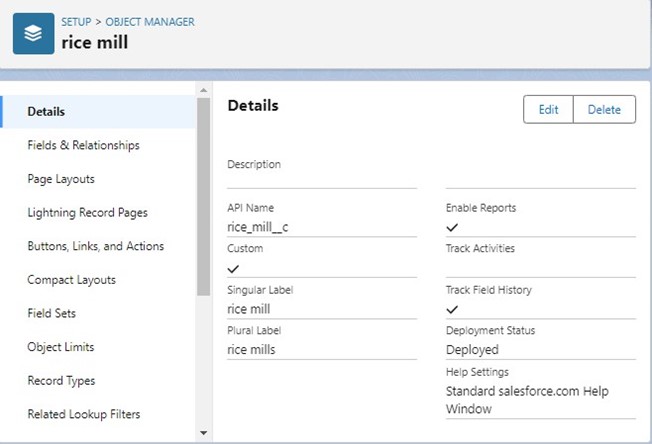 SETUP > OBJECT MANAGER
rice mill
Details
Fields & Relationships
Page Layouts
Lightning Record Pages
Buttons, Links, and Actions
Compact Layouts
Field Sets
Object Limits
Record Types
Related Lookup Filters
Details
Edit
Delete
Description
API Name
rice_mill__c
Custom
Singular Label
rice mill
Plural Label
rice mills
Enable Reports
Track Activities
Track Field History
Deployment Status
Deployed
Help Settings
Standard salesforce.com Help
Window